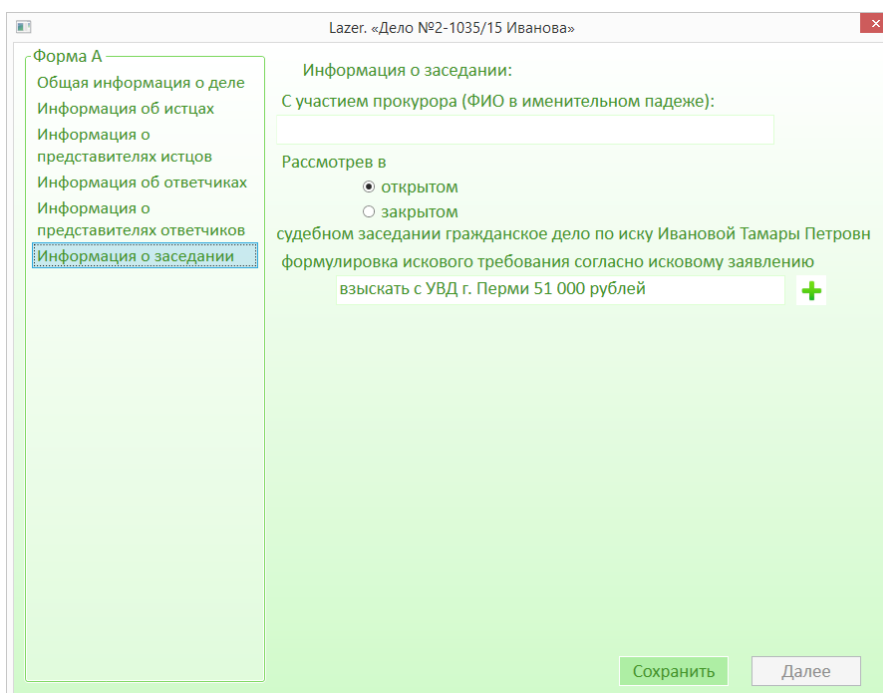 Lazer. «Дело №2-1035/15 Иванова»
Форма А
Общая информация о деле
Информация об истцах
Информация о
представителях истцов
Информация об ответчиках
Информация о
представителях ответчиков
Информация о заседании
Информация о заседании:
С участием прокурора (ФИО в именительном падеже):
Рассмотрев в
открытом
закрытом
судебном заседании гражданское дело по иску Ивановой Тамары Петровн
формулировка искового требования согласно исковому заявлению
взыскать с УВД г. Перми 51 000 рублей
Сохранить
Далее